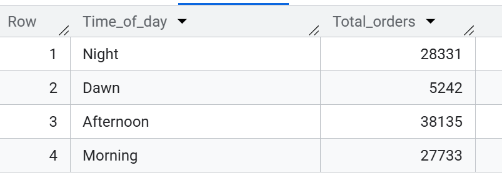 Row Time_of_day Total_orders
1 Night 28331
2 Dawn 5242
3 Afternoon 38135
4 Morning 27733